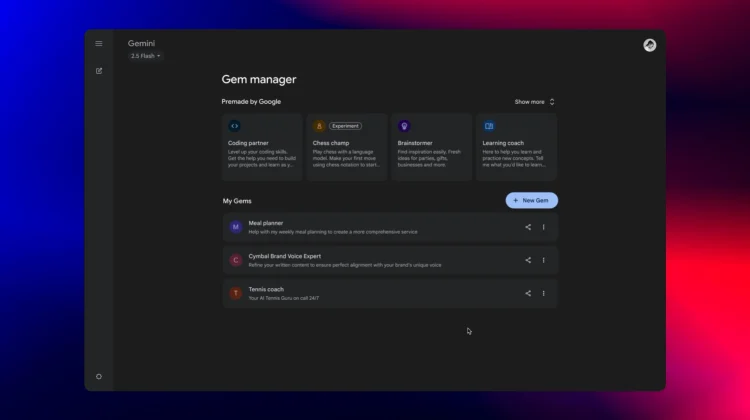 Gemini
2.5 Flash
Gem manager
Premade by Google
Show more
Coding partner
Level up your coding skills.
Get the help you need to build
your projects and learn as y...
Experiment
Chess champ
Play chess with a language
model. Make your first move
using chess notation to start...
Brainstormer
Find inspiration easily. Fresh
ideas for parties, gifts,
businesses and more.
Learning coach
Here to help you learn and
practice new concepts. Tell
me what you'd like to learn...
My Gems
+ New Gem
M
Meal planner
Help with my weekly meal planning to create a more comprehensive service
C
Cymbal Brand Voice Expert
Refine your written content to ensure perfect alignment with your brand's unique voice
T
Tennis coach
Your AI Tennis Guru on call 24/7